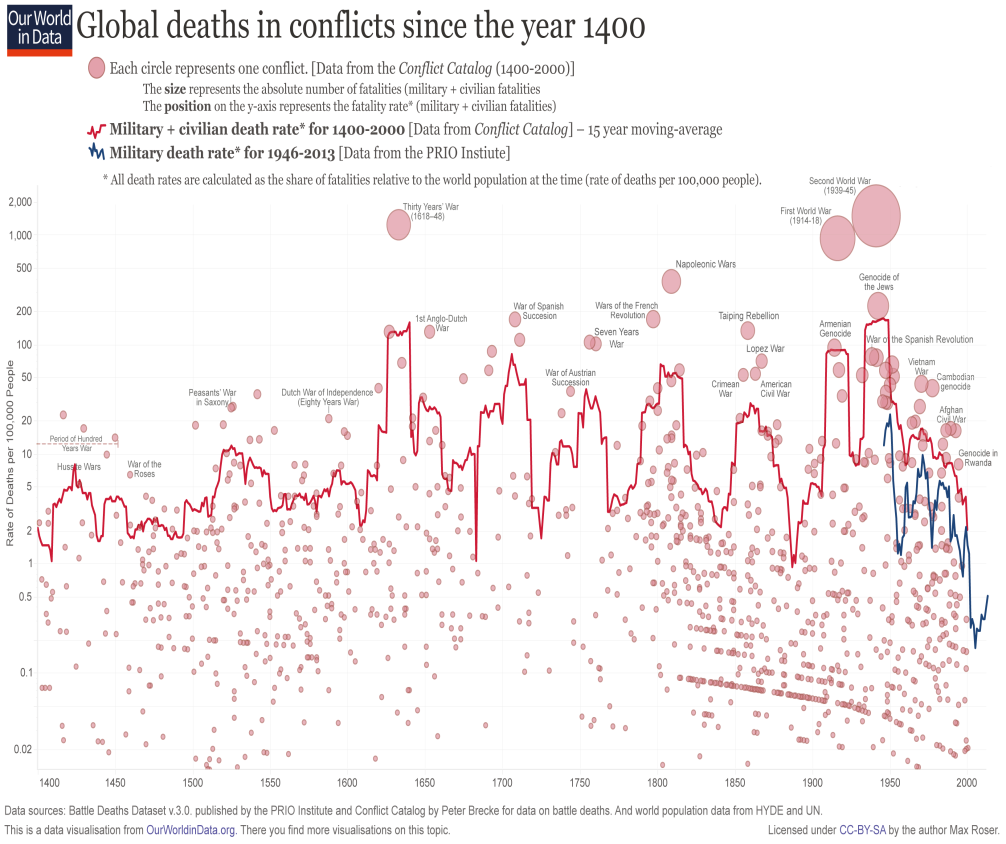 Our World
in Data
Global deaths in conflicts since the year 1400
Each circle represents one conflict. [Data from the Conflict Catalog (1400-2000)]
The size represents the absolute number of fatalities (military + civilian fatalities
The position on the y-axis represents the fatality rate* (military + civilian fatalities)
Military + civilian death rate* for 1400-2000 [Data from Conflict Catalog] – 15 year moving-average
Military death rate* for 1946-2013 [Data from the PRIO Instiute]
* All death rates are calculated as the share of fatalities relative to the world population at the time (rate of deaths per 100,000 people).
Rate of Deaths per 100,000 People
2,000
1,000
500
200
100
50
20
10
5
2
1
0.5
0.1
0.02
Second World War
(1939-45)
First World War
(1914-18)
Thirty Years' War
(1618–48)
Napoleonic Wars
Genocide of
the Jews
War of Spanish
Succesion
Wars of the French
Revolution
1st Anglo-Dutch
War
Seven Years
War
Taiping Rebellion
Armenian
Genocide
War of the Spanish Revolution
Lopez War
War of Austrian
Succession
Crimean
War
American
Civil War
Vietnam
War
Cambodian
genocide
Peasants' War
in Saxony
Dutch War of Independence
(Eighty Years War)
Afghan
Civil War
Period of Hundred
Years War
Hussite Wars
War of the
Roses
Genocide in
Rwanda
1400
1450
1500
1550
1600
1650
1700
1750
1800
1850
1900
1950
2000
Data sources: Battle Deaths Dataset v.3.0. published by the PRIO Institute and Conflict Catalog by Peter Brecke for data on battle deaths. And world population data from HYDE and UN.
This is a data visualisation from OurWorldinData.org. There you find more visualisations on this topic.
Licensed under CC-BY-SA by the author Max Roser.